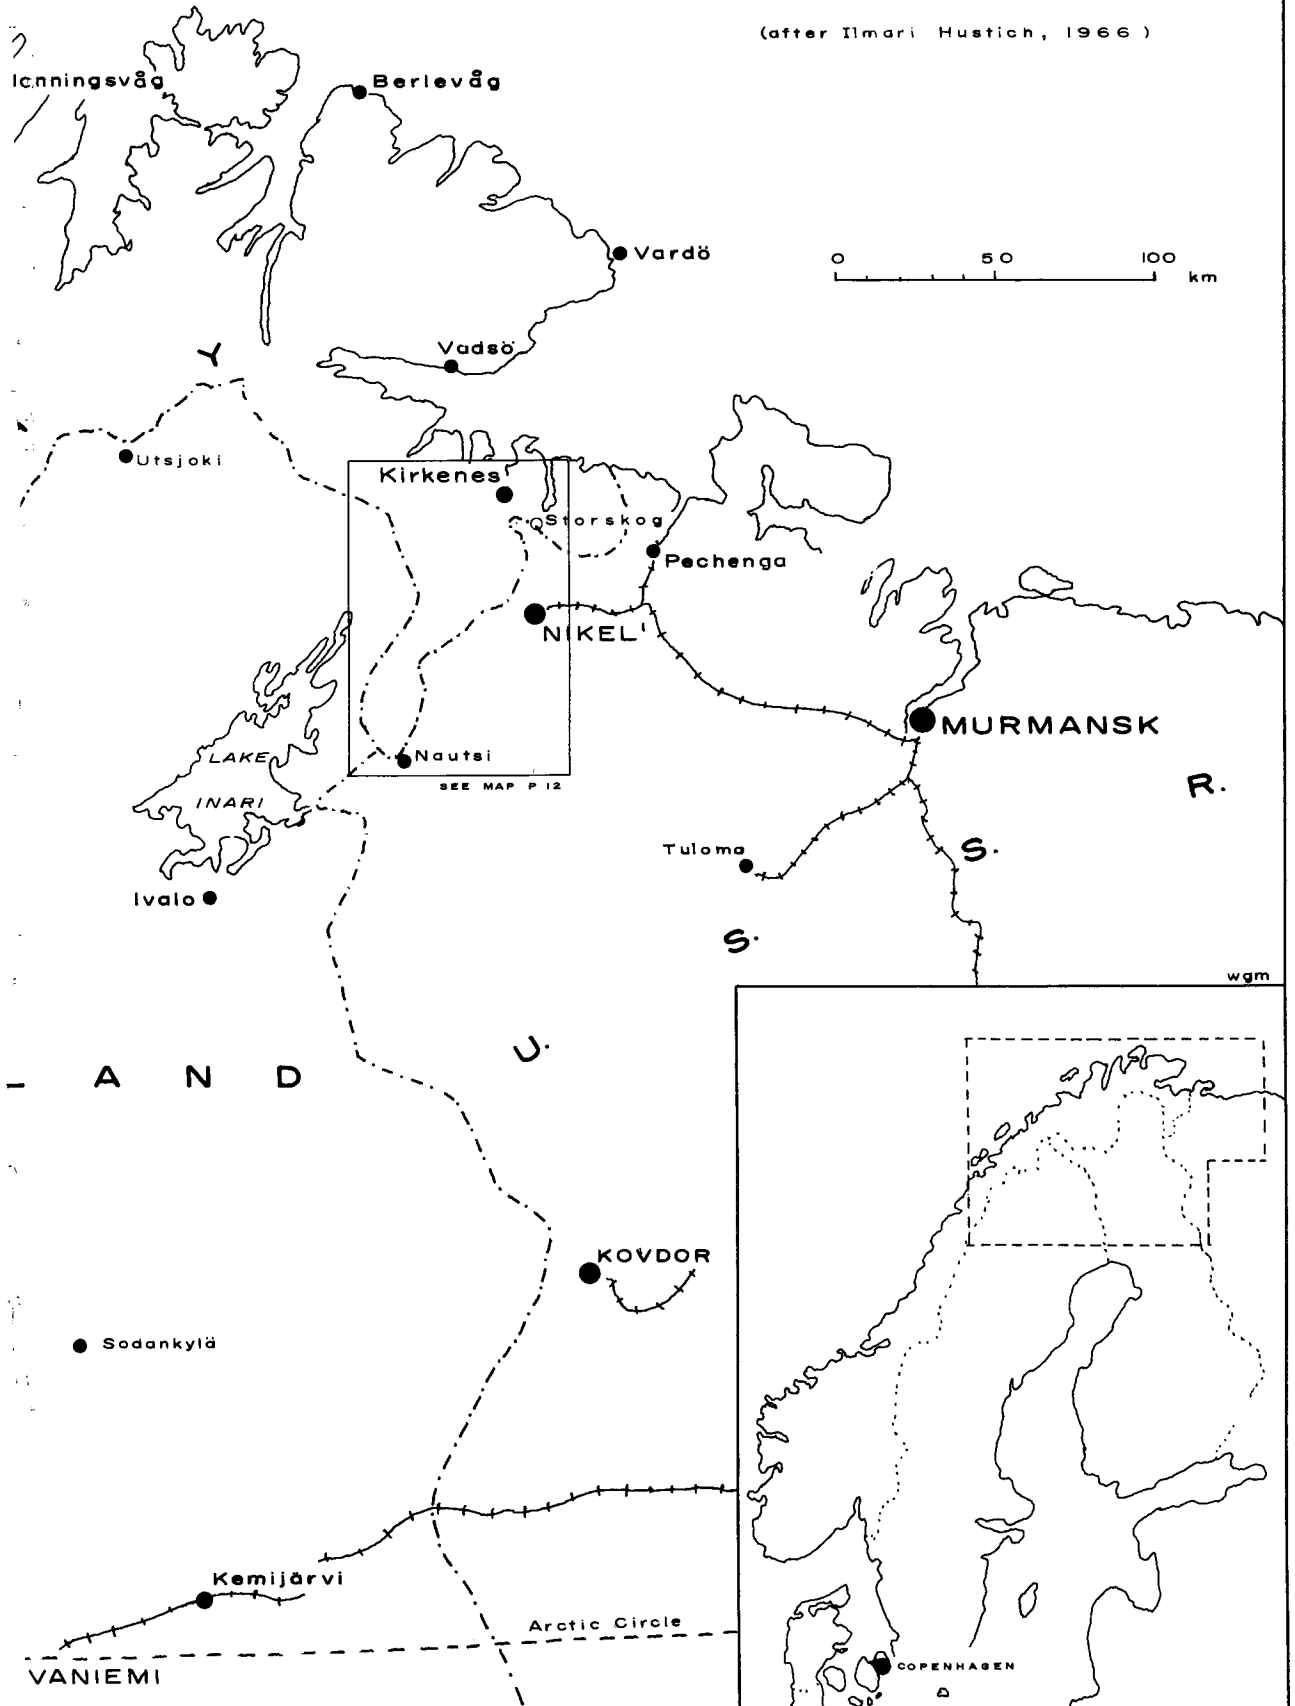 (after Ilmari Hustich, 1966)
Berlevåg
Vardö
0 50 100
km
Vadsö
Y
Utsjoki
Kirkenes
Storskog
Pechenga
NIKEL'
MURMANSK
LAKE
INARI
Nautsi
SEE MAP P 12
R.
Tuloma
S.
Ivalo
S.
wgm
U.
A N D
KOVDOR
Sodankylä
Kemijärvi
Arctic Circle
VANIEMI
COPENHAGEN